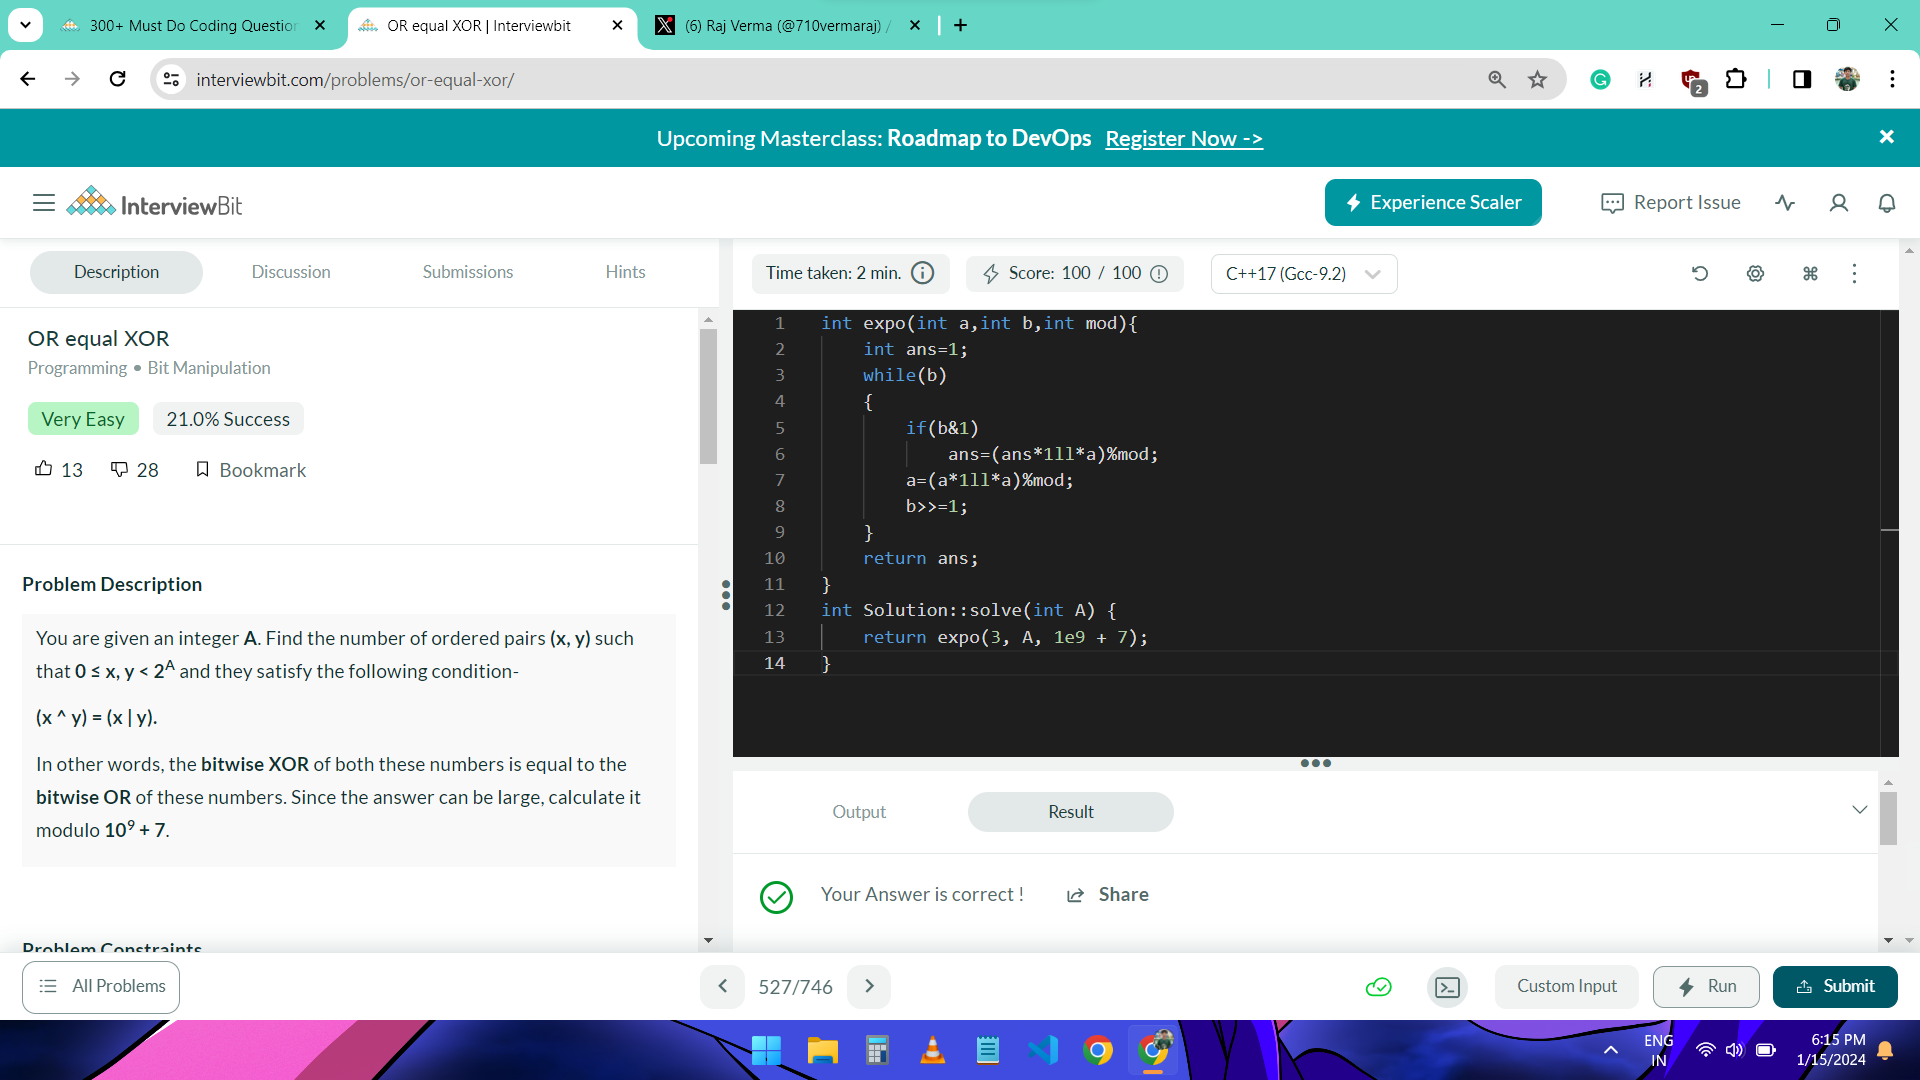 300+ Must Do Coding Question
OR equal XOR | Interviewbit
(6) Raj Verma (@710vermaraj) /
interviewbit.com/problems/or-equal-xor/
2
Upcoming Masterclass: Roadmap to DevOps Register Now ->
InterviewBit
Experience Scaler
Report Issue
Description
Discussion
Submissions
Hints
Time taken: 2 min.
Score: 100 / 100
C++17 (Gcc-9.2)
OR equal XOR
Programming • Bit Manipulation
Very Easy
21.0% Success
13
28
Bookmark
Problem Description
You are given an integer A. Find the number of ordered pairs (x, y) such
that 0 ≤ x, y < 2^A and they satisfy the following condition-
(x ^ y) = (x | y).
In other words, the bitwise XOR of both these numbers is equal to the
bitwise OR of these numbers. Since the answer can be large, calculate it
modulo 10^9 + 7.
Problem Constraints
1 int expo(int a,int b,int mod){
2 int ans=1;
3 while(b)
4 {
5 if(b&1)
6 ans=(ans*1ll*a)%mod;
7 a=(a*1ll*a)%mod;
8 b>>=1;
9 }
10 return ans;
11 }
12 int Solution::solve(int A) {
13 return expo(3, A, 1e9 + 7);
14 }
Output
Result
Your Answer is correct !
Share
All Problems
527/746
Custom Input
Run
Submit
ENG
IN
6:15 PM
1/15/2024